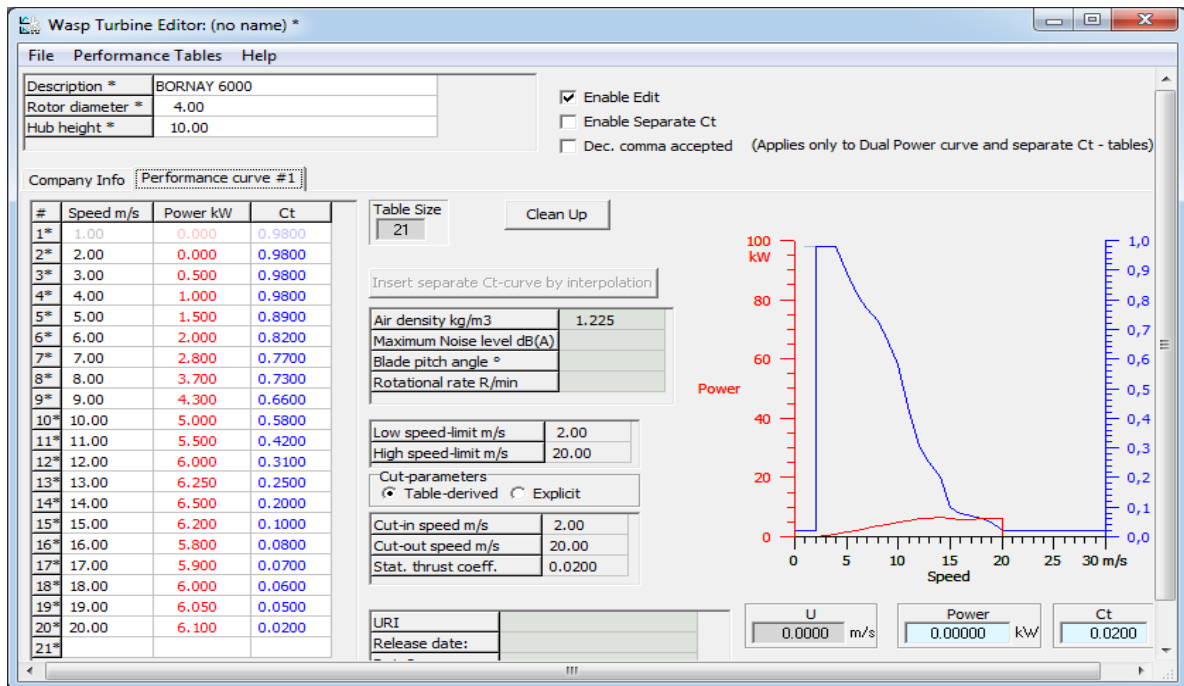 Wasp Turbine Editor: (no name) *
File Performance Tables Help
Description * BORNAY 6000
Rotor diameter * 4.00
Hub height * 10.00
Enable Edit
Enable Separate Ct
Dec. comma accepted (Applies only to Dual Power curve and separate Ct - tables)
Company Info Performance curve #1
# Speed m/s Power kW Ct
1* 1.00 0.000 0.9800
2* 2.00 0.000 0.9800
3* 3.00 0.500 0.9800
4* 4.00 1.000 0.9800
5* 5.00 1.500 0.8900
6* 6.00 2.000 0.8200
7* 7.00 2.800 0.7700
8* 8.00 3.700 0.7300
9* 9.00 4.300 0.6600
10* 10.00 5.000 0.5800
11* 11.00 5.500 0.4200
12* 12.00 6.000 0.3100
13* 13.00 6.250 0.2500
14* 14.00 6.500 0.2000
15* 15.00 6.200 0.1000
16* 16.00 5.800 0.0800
17* 17.00 5.900 0.0700
18* 18.00 6.000 0.0600
19* 19.00 6.050 0.0500
20* 20.00 6.100 0.0200
21*
Table Size
21
Clean Up
Insert separate Ct-curve by interpolation
Air density kg/m3 1.225
Maximum Noise level dB(A)
Blade pitch angle °
Rotational rate R/min
Low speed-limit m/s 2.00
High speed-limit m/s 20.00
Cut-parameters
Table-derived Explicit
Cut-in speed m/s 2.00
Cut-out speed m/s 20.00
Stat. thrust coeff. 0.0200
URI
Release date:
100
kW
80
60
Power
40
20
0
1,0
0,9
0,8
0,7
0,6
0,5
0,4
0,3
0,2
0,1
0,0
0 5 10 15 20 25 30 m/s
Speed
U Power Ct
0.0000 m/s 0.00000 kW 0.0200